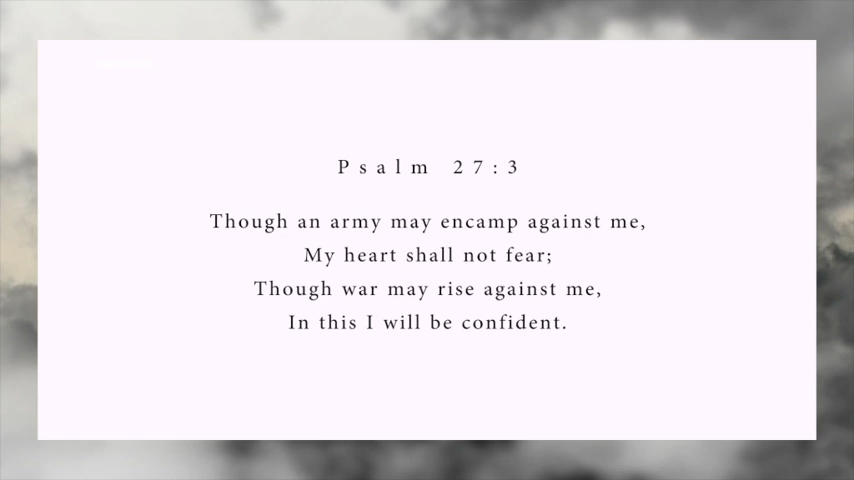 Psalm 27:3
Though an army may encamp against me,
My heart shall not fear;
Though war may rise against me,
In this I will be confident.